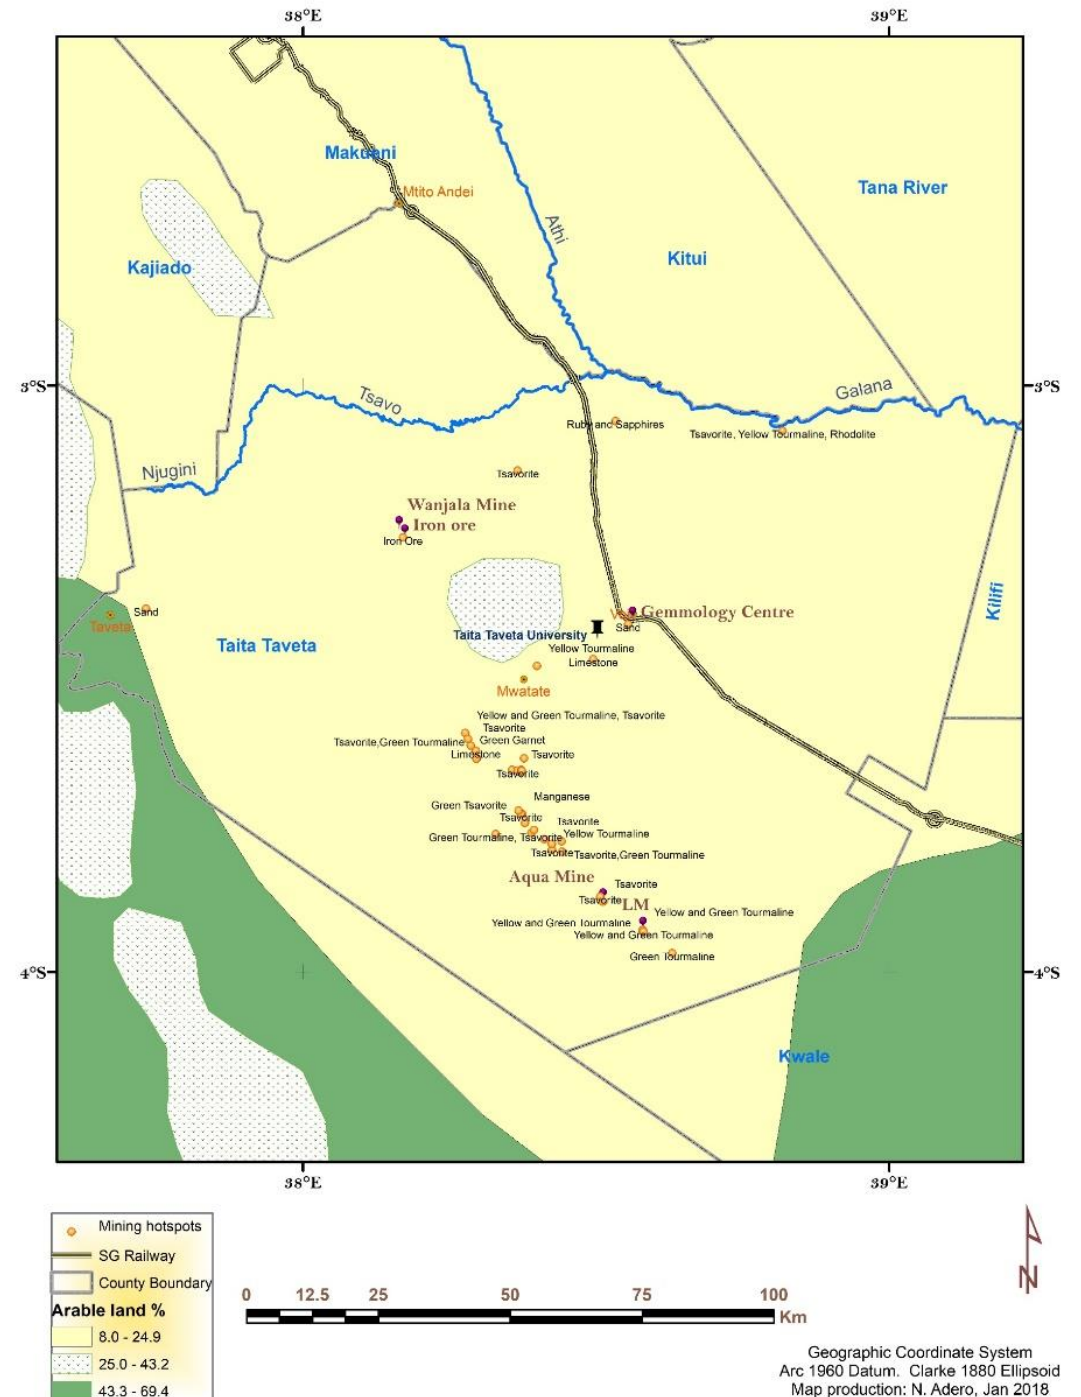 38°E
39°E
Makueni
Mtito Andei
Tana River
Athi
Kitui
Kajiado
3°S
3°S
Tsavo
Galana
Ruby and Sapphires
Tsavorite, Yellow Tourmaline, Rhodolite
Njugini
Tsavorite
Wanjala Mine
Iron ore
Iron Ore
Kilifi
Sand
Taveta
Gemmology Centre
Sand
Taita Taveta University
Taita Taveta
Yellow Tourmaline
Limestone
Mwatate
Yellow and Green Tourmaline, Tsavorite
Tsavorite
Tsavorite,Green Tourmaline
Green Garnet
Limestone
Tsavorite
Tsavorite
Manganese
Green Tsavorite
Tsavorite
Tsavorite
Green Tourmaline, Tsavorite
Yellow Tourmaline
Tsavorite
Tsavorite,Green Tourmaline
Aqua Mine
Tsavorite
Tsavorite
LM
Yellow and Green Tourmaline
Yellow and Green Tourmaline
Yellow and Green Tourmaline
Green Tourmaline
4°S
4°S
Kwale
38°E
39°E
Mining hotspots
SG Railway
County Boundary
Arable land %
8.0 - 24.9
25.0 - 43.2
43.3 - 69.4
0 12.5 25 50 75 100
Km
N
Geographic Coordinate System
Arc 1960 Datum. Clarke 1880 Ellipsoid
Map production: N. Adero, Jan 2018